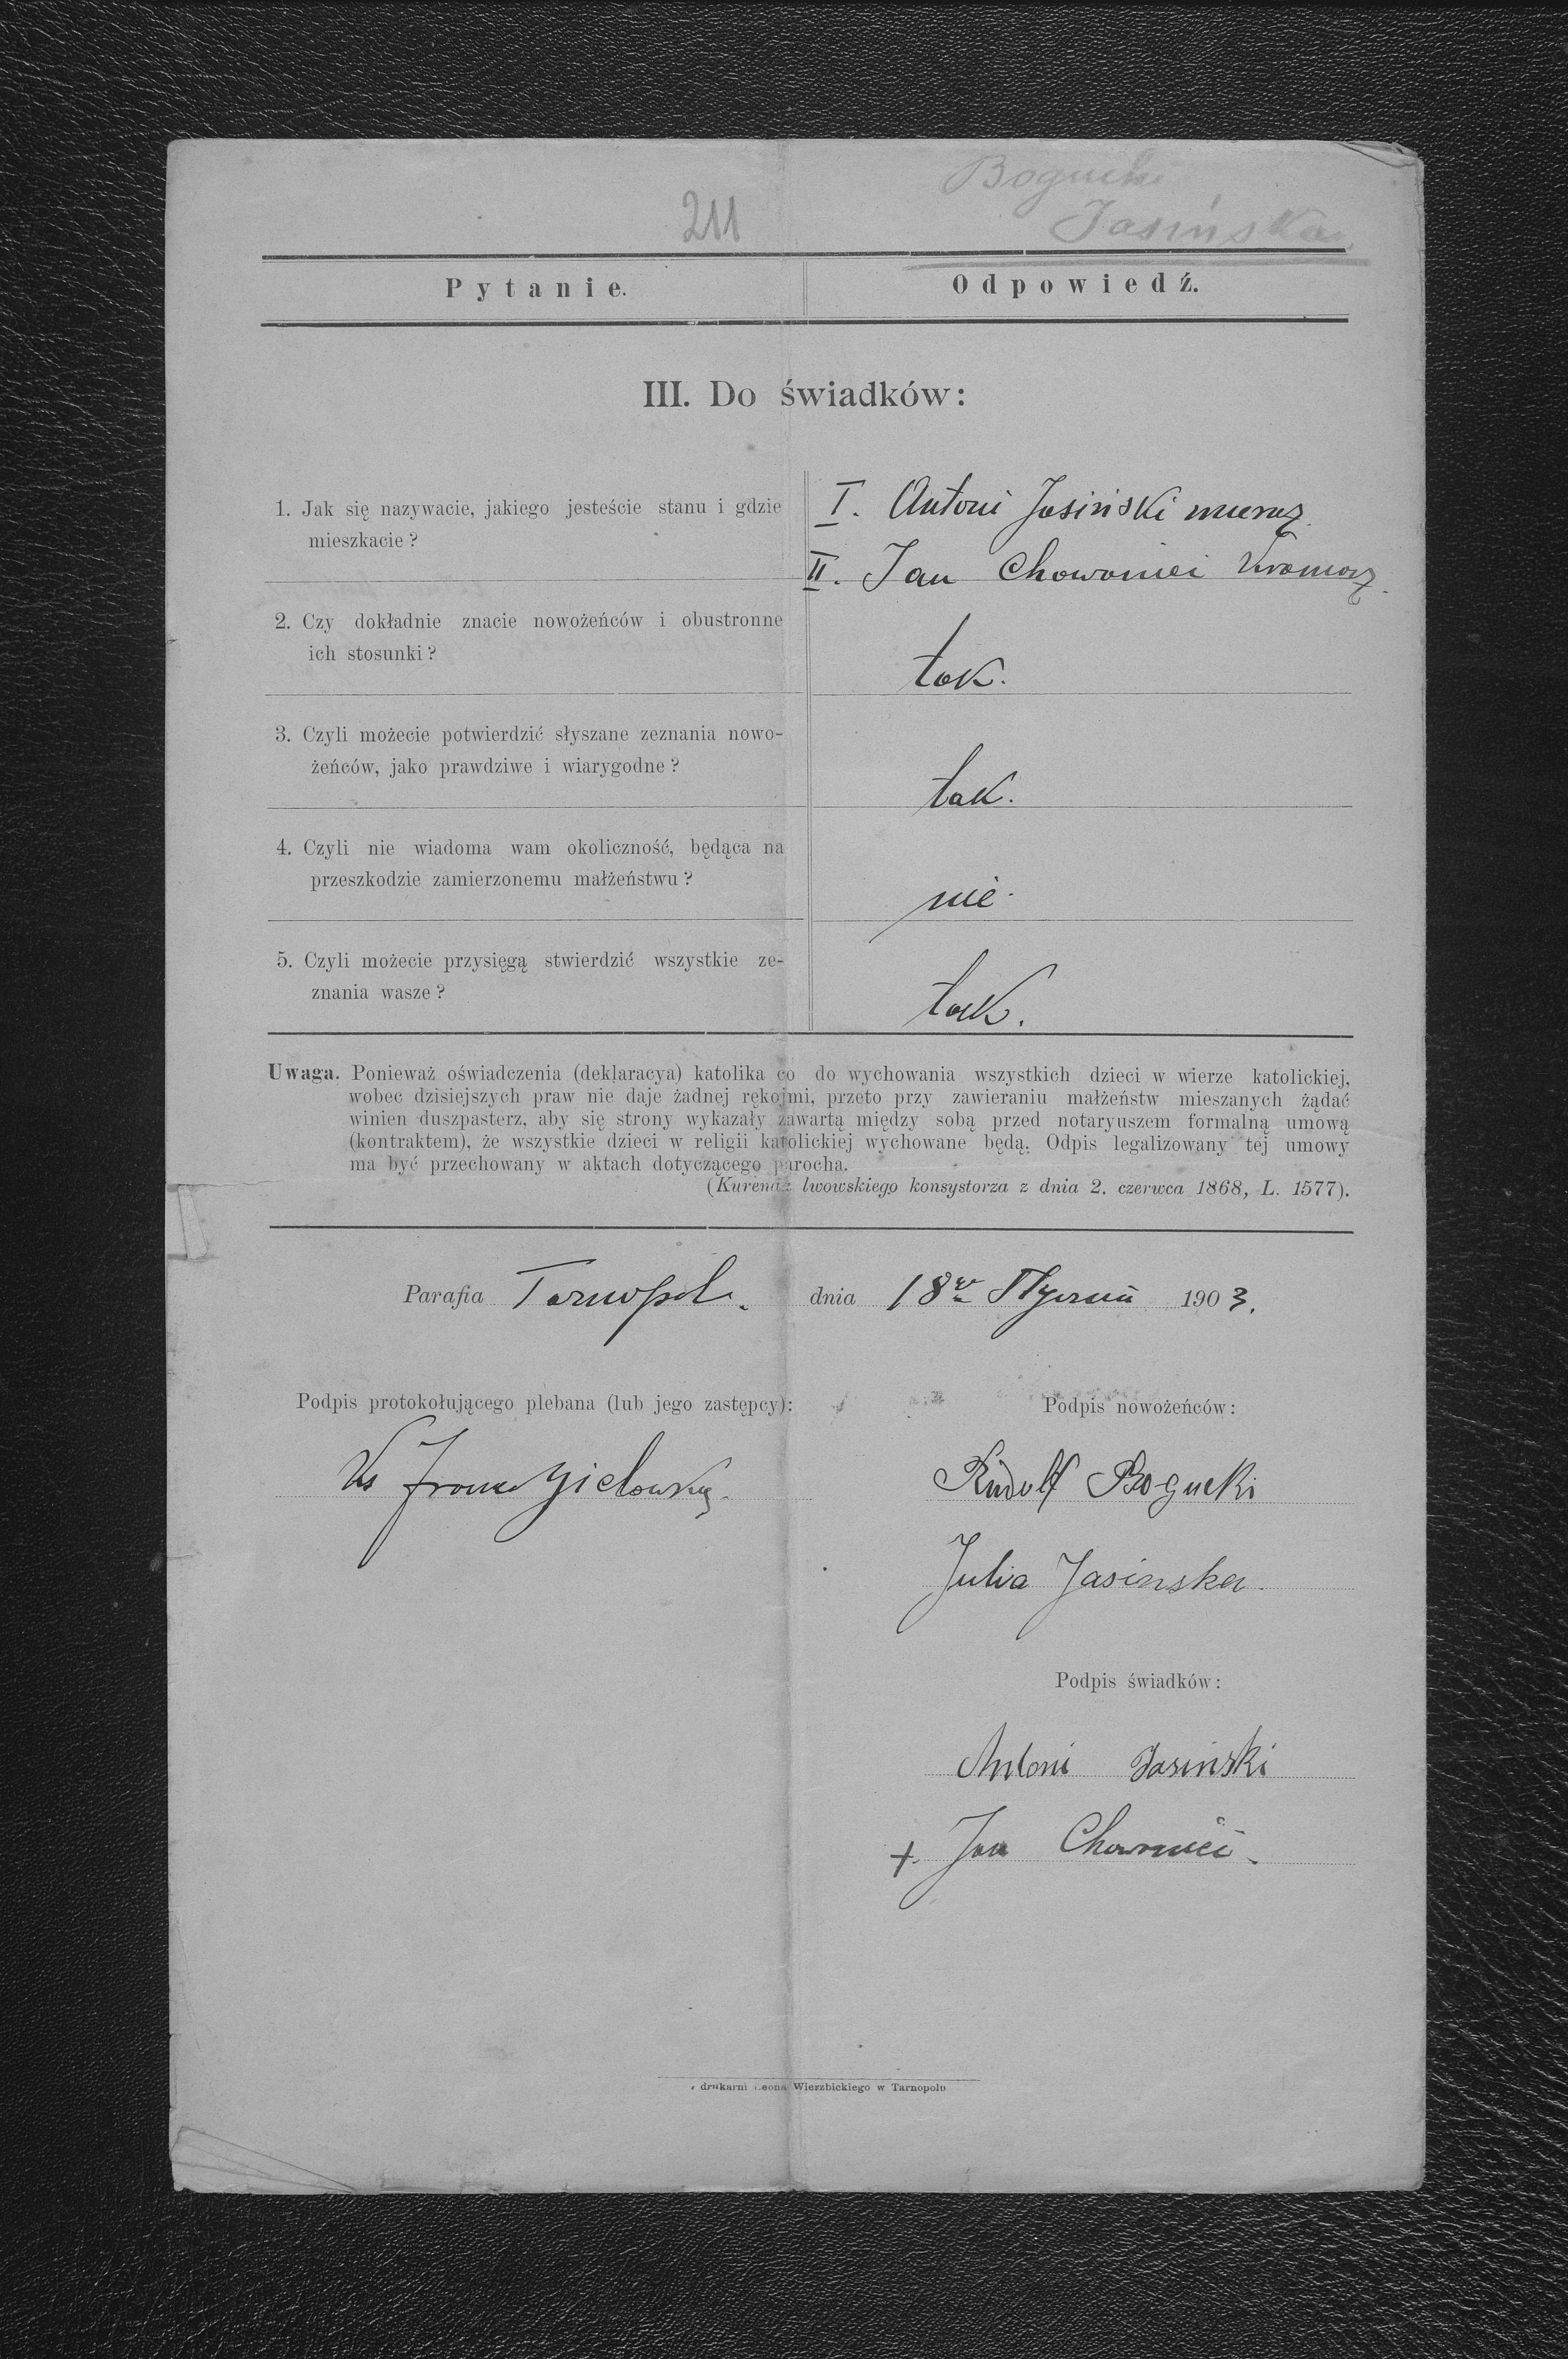 Bogucki
211
Jasińska
Pytanie.
Odpowiedź.
III. Do świadków:
1. Jak się nazywacie, jakiego jesteście stanu i gdzie
mieszkacie?
I. Antoni Jasiński murarz.
II. Jan Chowaniec kramarz.
2. Czy dokładnie znacie nowożeńców i obustronne
ich stosunki?
tak.
3. Czyli możecie potwierdzić słyszane zeznania nowo-
żeńców, jako prawdziwe i wiarygodne?
tak.
4. Czyli nie wiadoma wam okoliczność, będąca na
przeszkodzie zamierzonemu małżeństwu?
nie.
5. Czyli możecie przysięgą stwierdzić wszystkie ze-
znania wasze?
tak.
Uwaga. Ponieważ oświadczenia (deklaracya) katolika co do wychowania wszystkich dzieci w wierze katolickiej,
wobec dzisiejszych praw nie daje żadnej rękojmi, przeto przy zawieraniu małżeństw mieszanych żądać
winien duszpasterz, aby się strony wykazały zawartą między sobą przed notaryuszem formalną umową
(kontraktem), że wszystkie dzieci w religii katolickiej wychowane będą. Odpis legalizowany tej umowy
ma być przechowany w aktach dotyczącego parocha.
(Kurenda lwowskiego konsystorza z dnia 2. czerwca 1868, L. 1577).
Parafia Tarnopol. dnia 18go Stycznia 1903.
Podpis protokołującego plebana (lub jego zastępcy):
Podpis nowożeńców:
Ks
Rudolf Bogucki
Julia Jasinska.
Podpis świadków:
Antoni Jasinski
+. Jan Chowaniec.
drukarni Leona Wierzbickiego w Tarnopolu